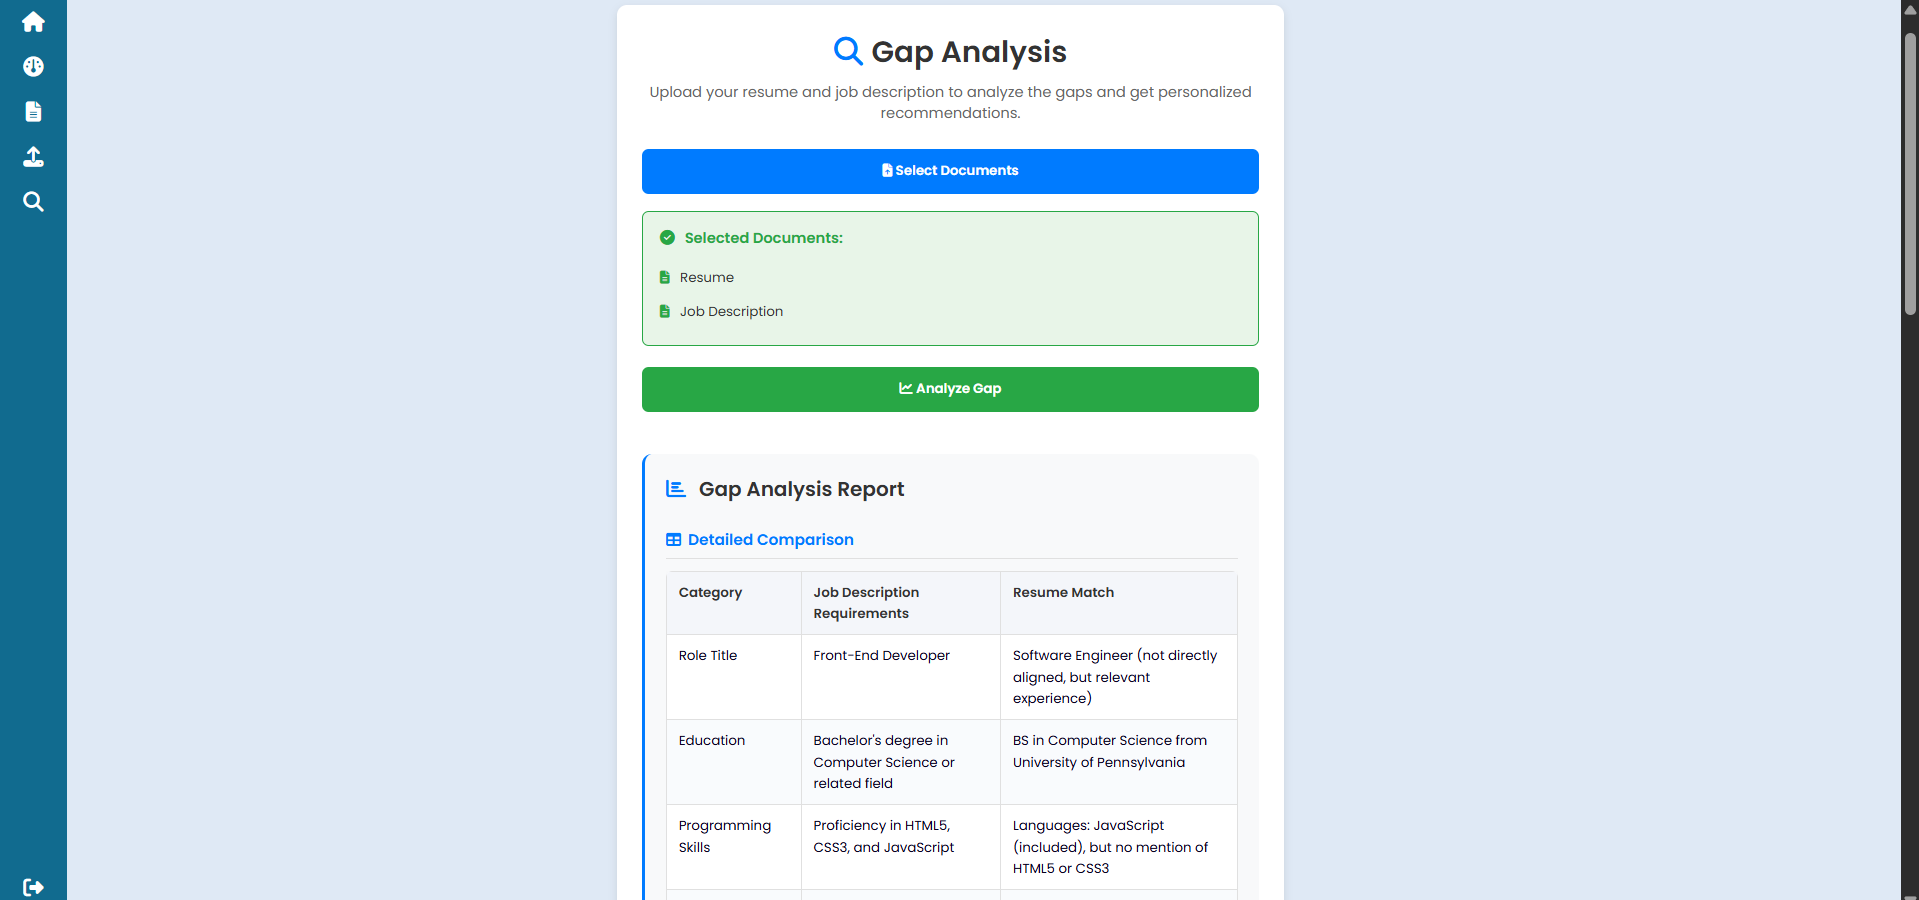 Gap Analysis
Upload your resume and job description to analyze the gaps and get personalized
recommendations.
Select Documents
Selected Documents:
Resume
Job Description
Analyze Gap
Gap Analysis Report
Detailed Comparison
Category
Job Description
Requirements
Resume Match
Role Title
Front-End Developer
Software Engineer (not directly
aligned, but relevant
experience)
Education
Bachelor's degree in
Computer Science or
related field
BS in Computer Science from
University of Pennsylvania
Programming
Skills
Proficiency in HTML5,
CSS3, and JavaScript
Languages: JavaScript
(included), but no mention of
HTML5 or CSS3